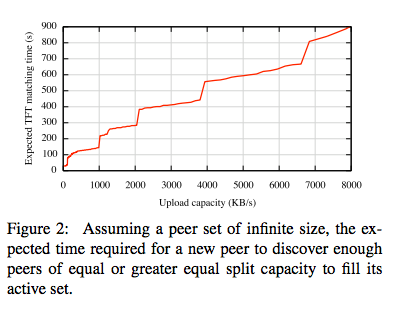 900
800
700
600
500
400
300
200
100
0
Expected TFT matching time (s)
0 1000 2000 3000 4000 5000 6000 7000 8000
Upload capacity (KB/s)
Figure 2: Assuming a peer set of infinite size, the ex-
pected time required for a new peer to discover enough
peers of equal or greater equal split capacity to fill its
active set.